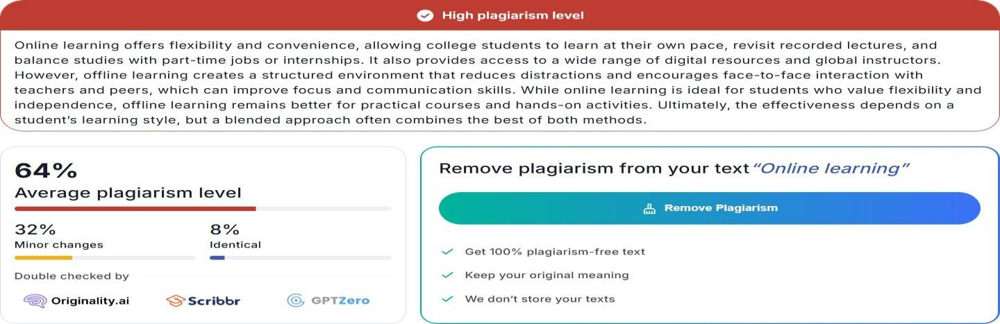 High plagiarism level
Online learning offers flexibility and convenience, allowing college students to learn at their own pace, revisit recorded lectures, and
balance studies with part-time jobs or internships. It also provides access to a wide range of digital resources and global instructors.
However, offline learning creates a structured environment that reduces distractions and encourages face-to-face interaction with
teachers and peers, which can improve focus and communication skills. While online learning is ideal for students who value flexibility and
independence, offline learning remains better for practical courses and hands-on activities. Ultimately, the effectiveness depends on a
student’s learning style, but a blended approach often combines the best of both methods.
64%
Average plagiarism level
32%
Minor changes
8%
Identical
Double checked by
Originality.ai
Scribbr
GPTZero
Remove plagiarism from your text “Online learning”
Remove Plagiarism
Get 100% plagiarism-free text
Keep your original meaning
We don’t store your texts